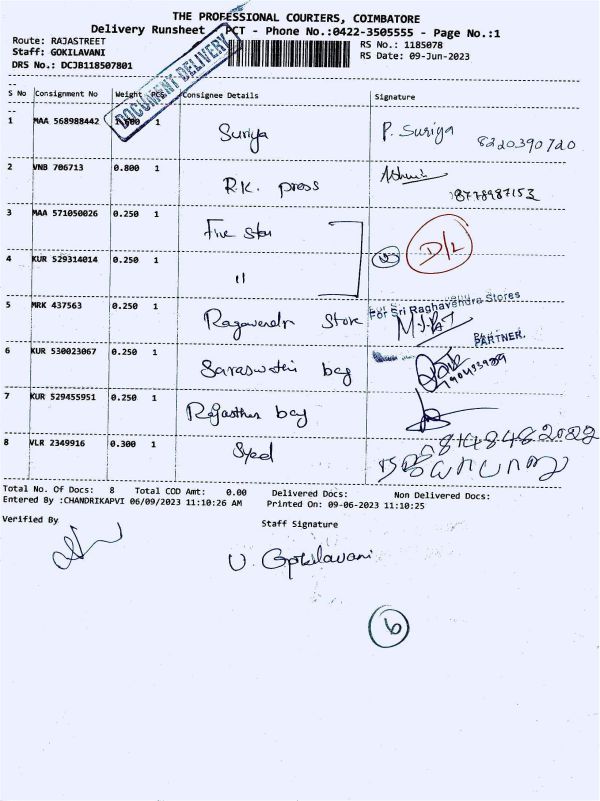 THE PROFESSIONAL COURIERS, COIMBATORE
Delivery Runsheet PCT - Phone No.:0422-3505555 - Page No.:1
Route: RAJASTREET
RS No.: 1185078
Staff: GOKILAVANI
RS Date: 09-Jun-2023
DRS No.: DCJB118507801
DOCUMENT DELIVERY
S No Consignment No Weight PCS Consignee Details Signature
1 MAA 568988442 1 Suriya P. Suriya 8220390720
2 VNB 706713 0.800 1 R.K. press 8778987153
3 MAA 571050026 0.250 1 Five star D/L
4 KUR 529314014 0.250 1 11
5 MRK 437563 0.250 1 Ragavendr Store For Sri Raghavendra Stores
PARTNER.
6 KUR 530023067 0.250 1 Saraswathi bag
7 KUR 529455951 0.250 1 Rajasthan bag
8 VLR 2349916 0.300 1 Syed
Total No. Of Docs: 8 Total COD Amt: 0.00 Delivered Docs: Non Delivered Docs:
Entered By :CHANDRIKAPVI 06/09/2023 11:10:26 AM Printed On: 09-06-2023 11:10:25
Verified By Staff Signature
V. Gokilavani
6